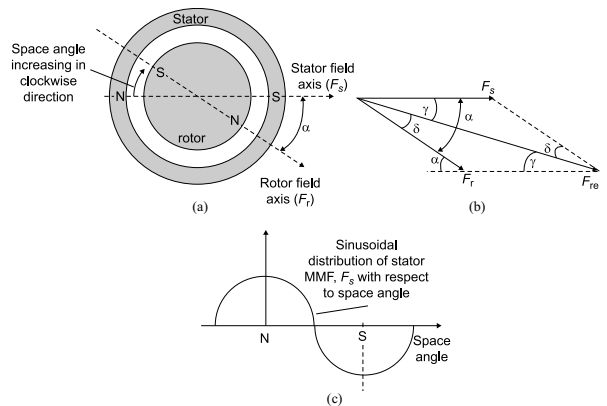 Stator
Space angle
increasing in
clockwise
direction
S
N
S
N
rotor
Stator field
axis (Fs)
α
Rotor field
axis (Fr)
(a)
Fs
γ
α
δ
α
γ
δ
Fr
Fre
(b)
Sinusoidal
distribution of stator
MMF, Fs with respect
to space angle
N
S
Space
angle
(c)